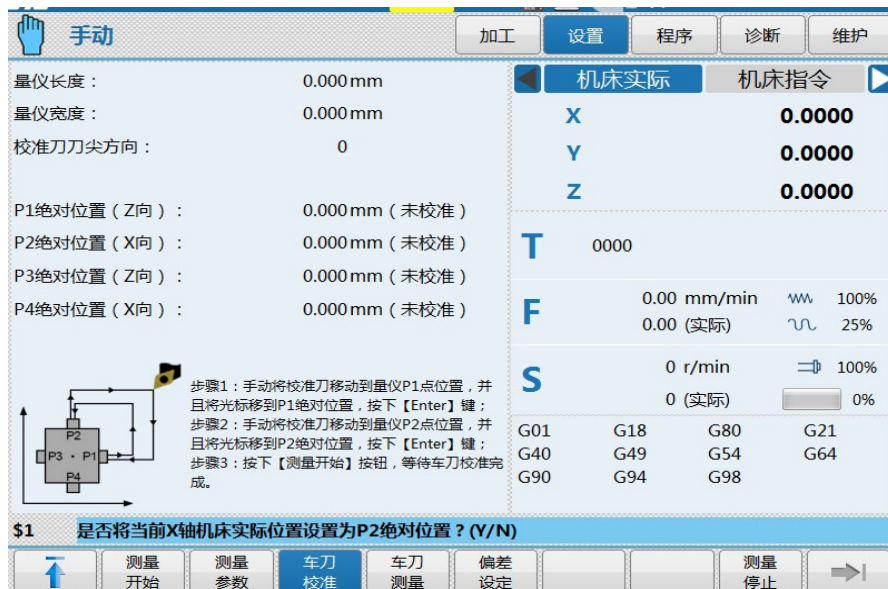 手动
加工 设置 程序 诊断 维护
量仪长度： 0.000mm
量仪宽度： 0.000mm
校准刀刀尖方向： 0
P1绝对位置（Z向）： 0.000mm（未校准）
P2绝对位置（X向）： 0.000mm（未校准）
P3绝对位置（Z向）： 0.000mm（未校准）
P4绝对位置（X向）： 0.000mm（未校准）
P2
P3 · P1
P4
步骤1：手动将校准刀移动到量仪P1点位置，并
且将光标移到P1绝对位置，按下【Enter】键；
步骤2：手动将校准刀移动到量仪P2点位置，并
且将光标移到P2绝对位置，按下【Enter】键；
步骤3：按下【测量开始】按钮，等待车刀校准完
成。
机床实际 机床指令
X 0.0000
Y 0.0000
Z 0.0000
T 0000
F 0.00 mm/min 100%
0.00 (实际) 25%
S 0 r/min 100%
0 (实际) 0%
G01 G18 G80 G21
G40 G49 G54 G64
G90 G94 G98
$1 是否将当前X轴机床实际位置设置为P2绝对位置？(Y/N)
测量 测量 车刀 车刀 偏差 测量
开始 参数 校准 测量 设定 停止